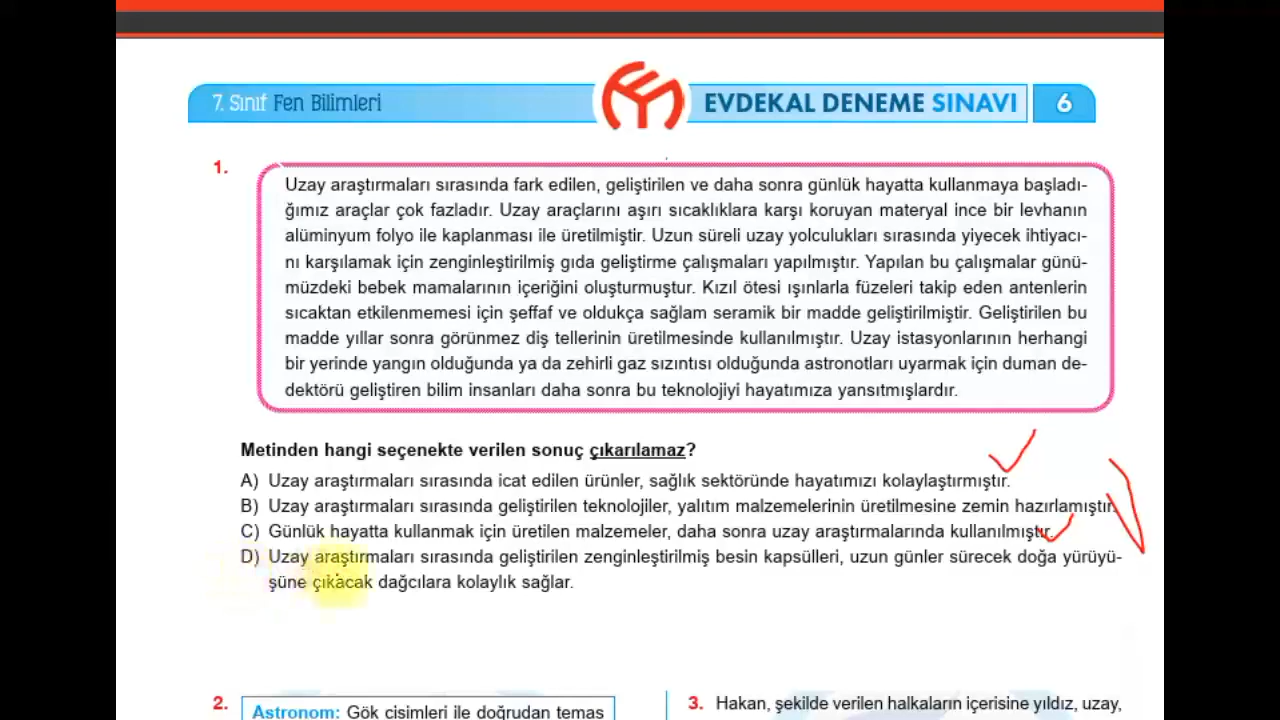 7. Sınıf Fen Bilimleri
EVDEKAL DENEME SINAVI
6
1.
Uzay araştırmaları sırasında fark edilen, geliştirilen ve daha sonra günlük hayatta kullanmaya başladı-
ğımız araçlar çok fazladır. Uzay araçlarını aşırı sıcaklıklara karşı koruyan materyal ince bir levhanın
alüminyum folyo ile kaplanması ile üretilmiştir. Uzun süreli uzay yolculukları sırasında yiyecek ihtiyacı-
nı karşılamak için zenginleştirilmiş gıda geliştirme çalışmaları yapılmıştır. Yapılan bu çalışmalar günü-
müzdeki bebek mamalarının içeriğini oluşturmuştur. Kızıl ötesi ışınlarla füzeleri takip eden antenlerin
sıcaktan etkilenmemesi için şeffaf ve oldukça sağlam seramik bir madde geliştirilmiştir. Geliştirilen bu
madde yıllar sonra görünmez diş tellerinin üretilmesinde kullanılmıştır. Uzay istasyonlarının herhangi
bir yerinde yangın olduğunda ya da zehirli gaz sızıntısı olduğunda astronotları uyarmak için duman de-
dektörü geliştiren bilim insanları daha sonra bu teknolojiyi hayatımıza yansıtmışlardır.
Metinden hangi seçenekte verilen sonuç çıkarılamaz?
A) Uzay araştırmaları sırasında icat edilen ürünler, sağlık sektöründe hayatımızı kolaylaştırmıştır.
B) Uzay araştırmaları sırasında geliştirilen teknolojiler, yalıtım malzemelerinin üretilmesine zemin hazırlamıştır.
C) Günlük hayatta kullanmak için üretilen malzemeler, daha sonra uzay araştırmalarında kullanılmıştır.
D) Uzay araştırmaları sırasında geliştirilen zenginleştirilmiş besin kapsülleri, uzun günler sürecek doğa yürüyü-
şüne çıkacak dağcılara kolaylık sağlar.
2.
Astronom: Gök cisimleri ile doğrudan temas
3. Hakan, şekilde verilen halkaların içerisine yıldız, uzay,